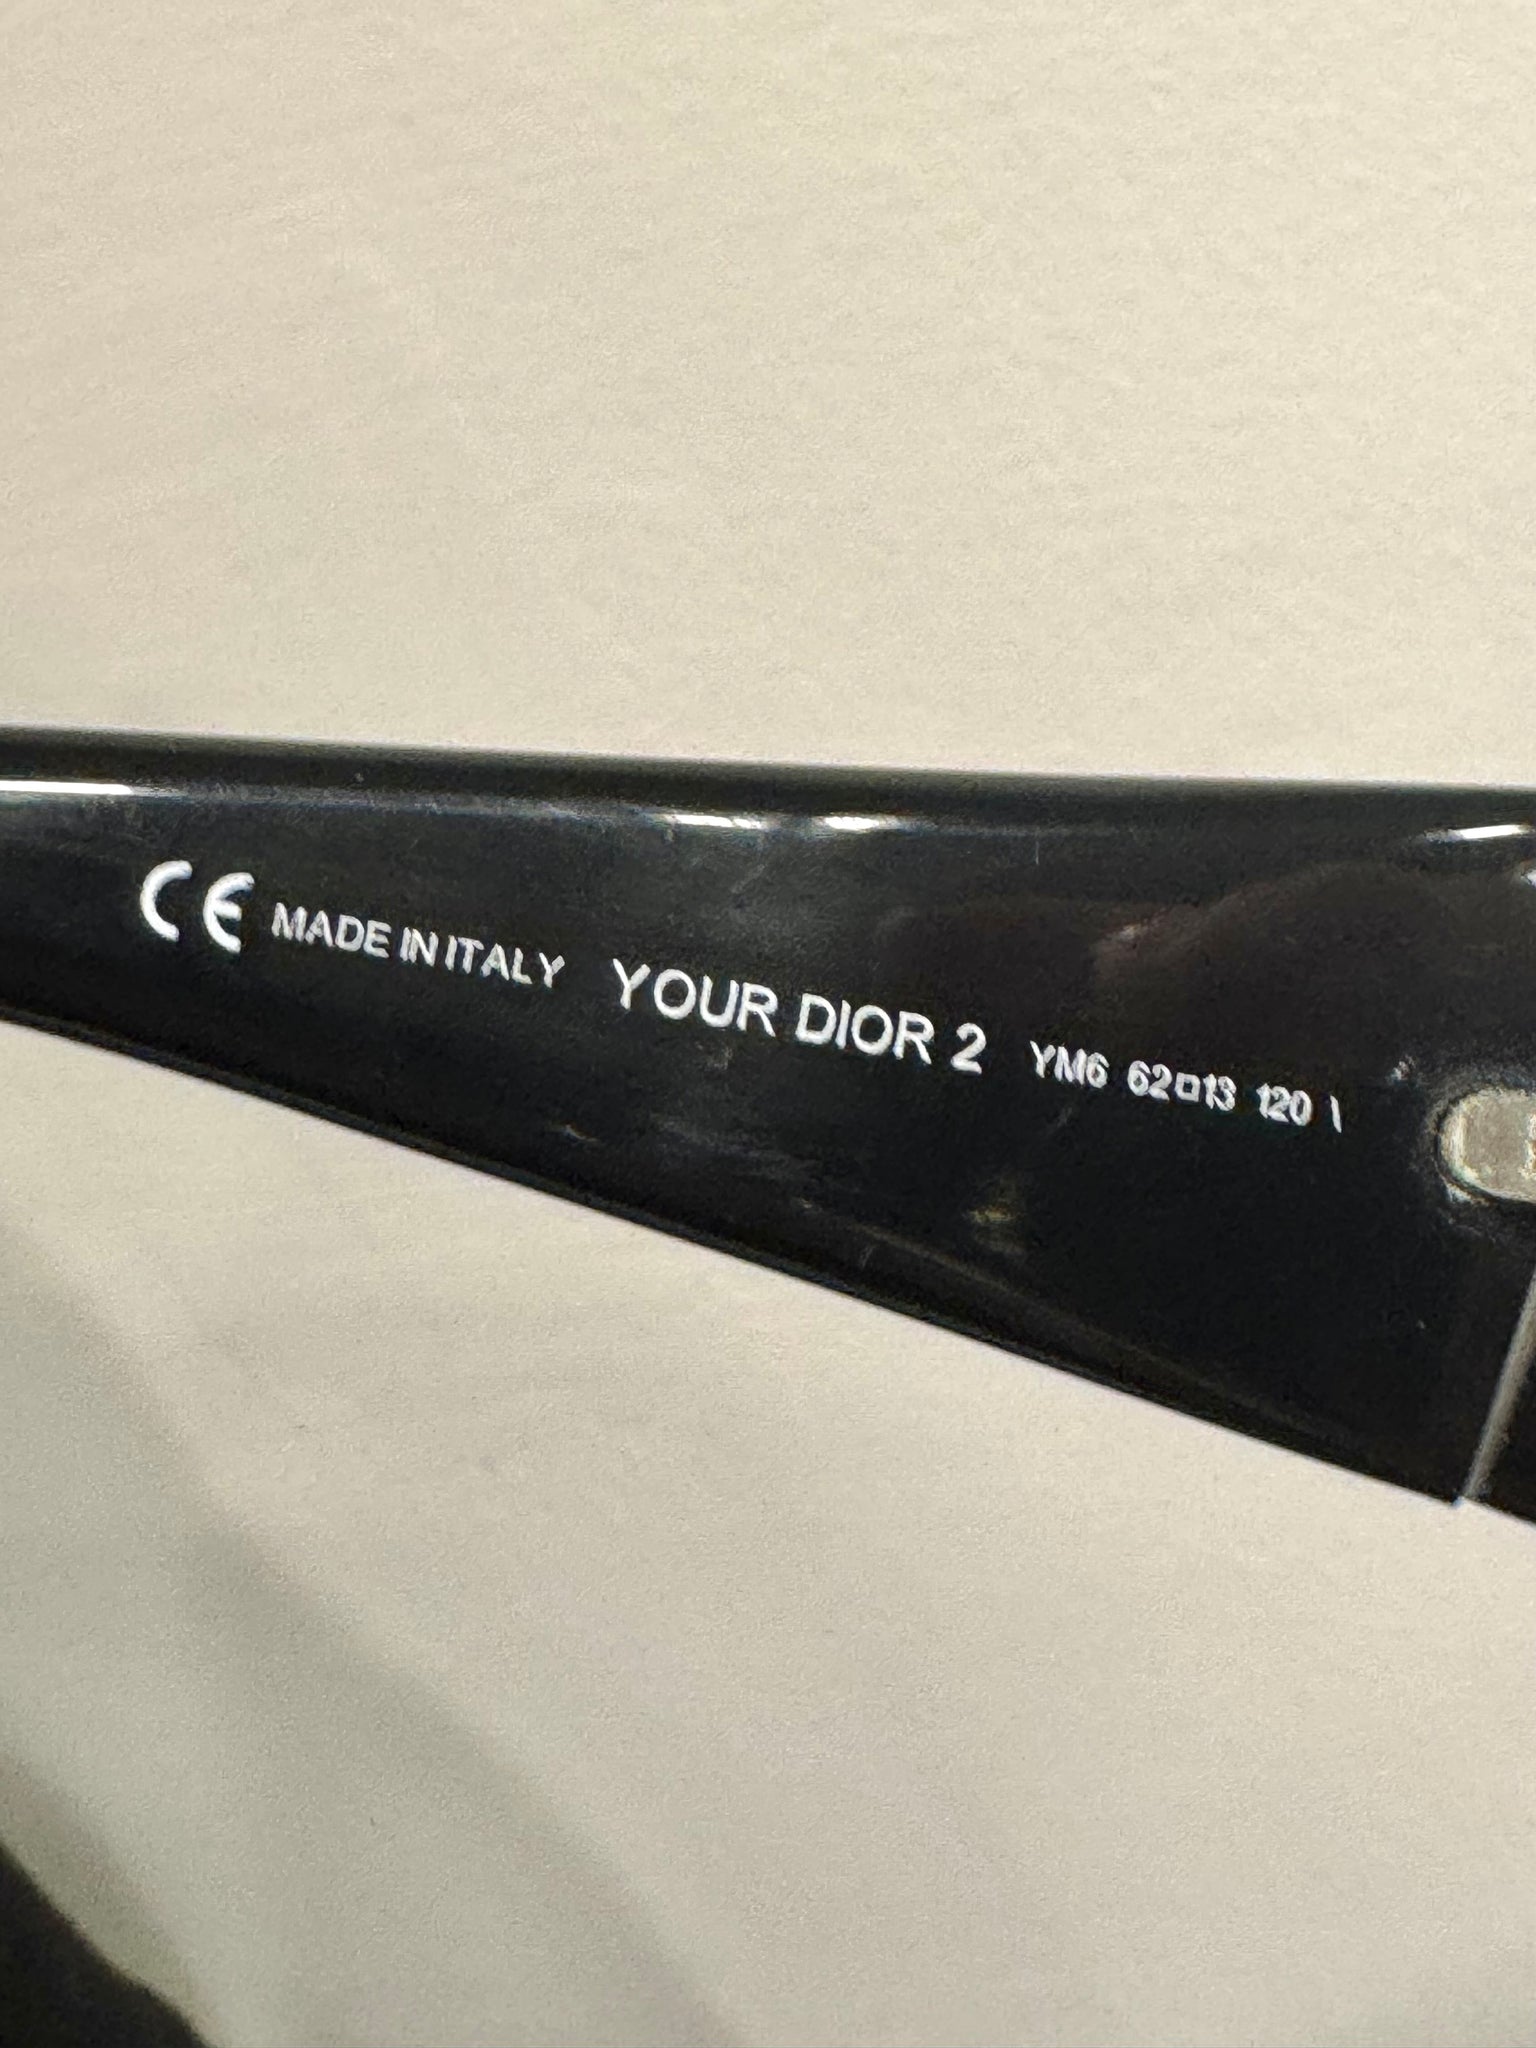 CE MADE IN ITALY YOUR DIOR 2 YM6 62□13 120 \